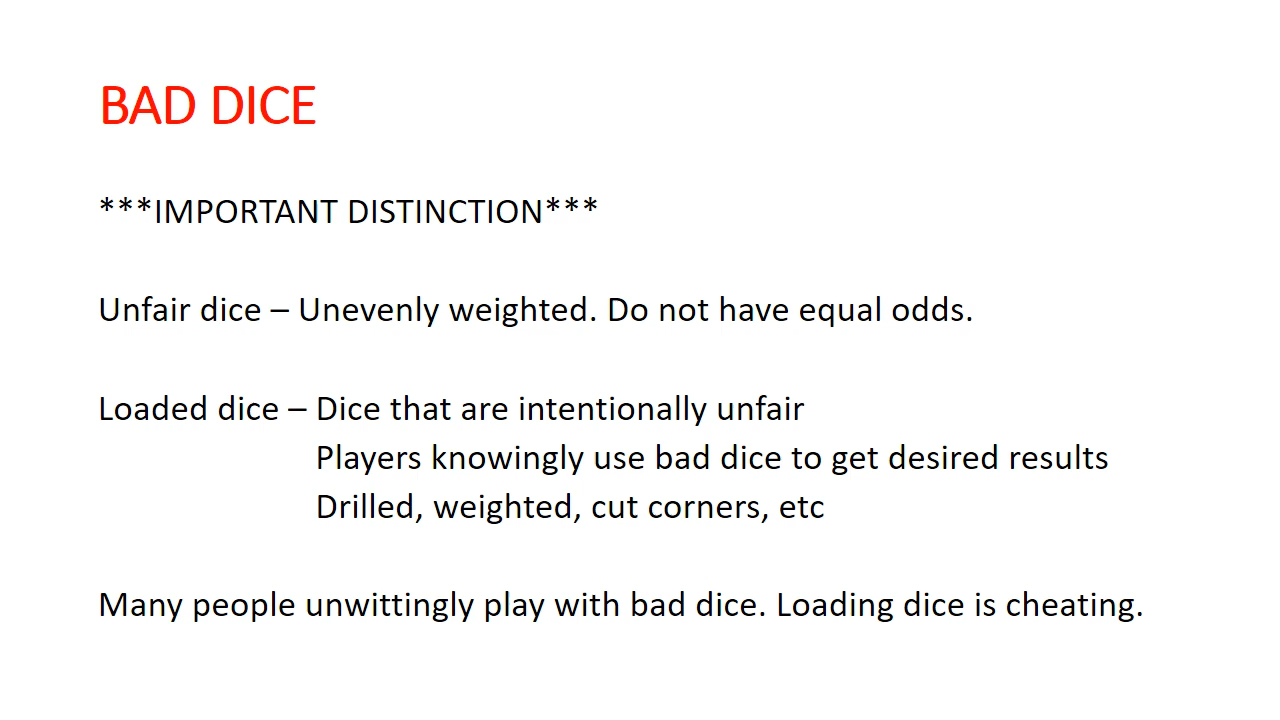 BAD DICE
***IMPORTANT DISTINCTION***
Unfair dice – Unevenly weighted. Do not have equal odds.
Loaded dice – Dice that are intentionally unfair
Players knowingly use bad dice to get desired results
Drilled, weighted, cut corners, etc
Many people unwittingly play with bad dice. Loading dice is cheating.